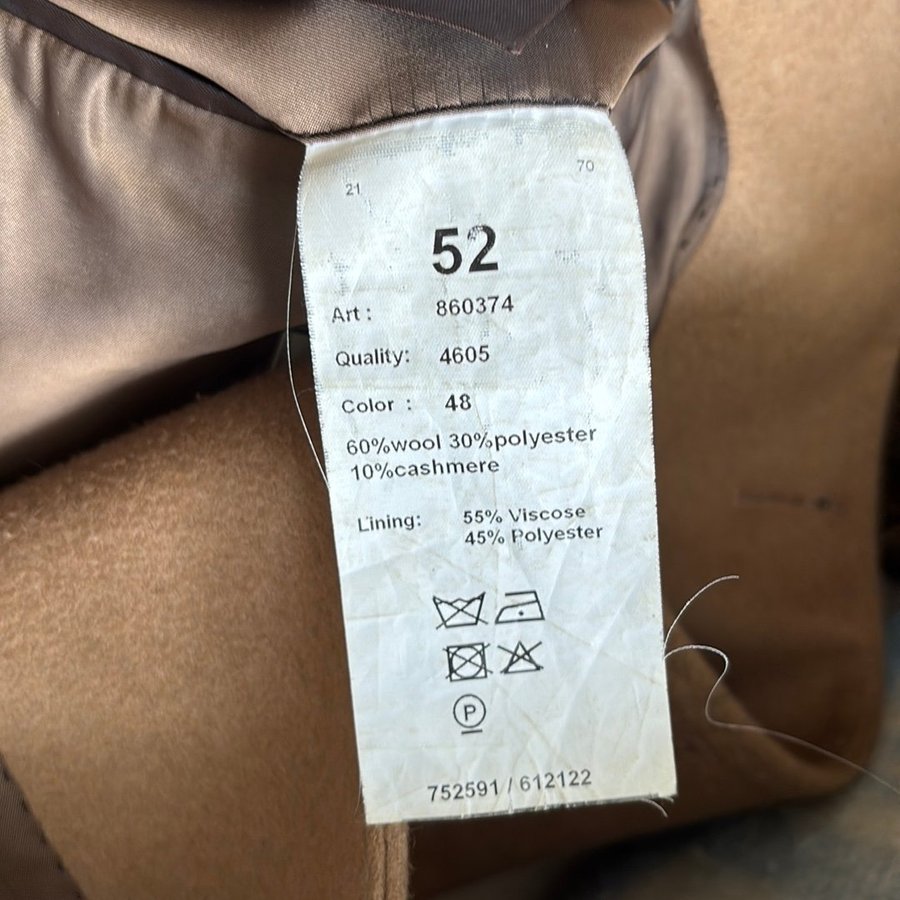 21 70
52
Art : 860374
Quality: 4605
Color : 48
60%wool 30%polyester
10%cashmere
Lining: 55% Viscose
45% Polyester
P
752591 / 612122